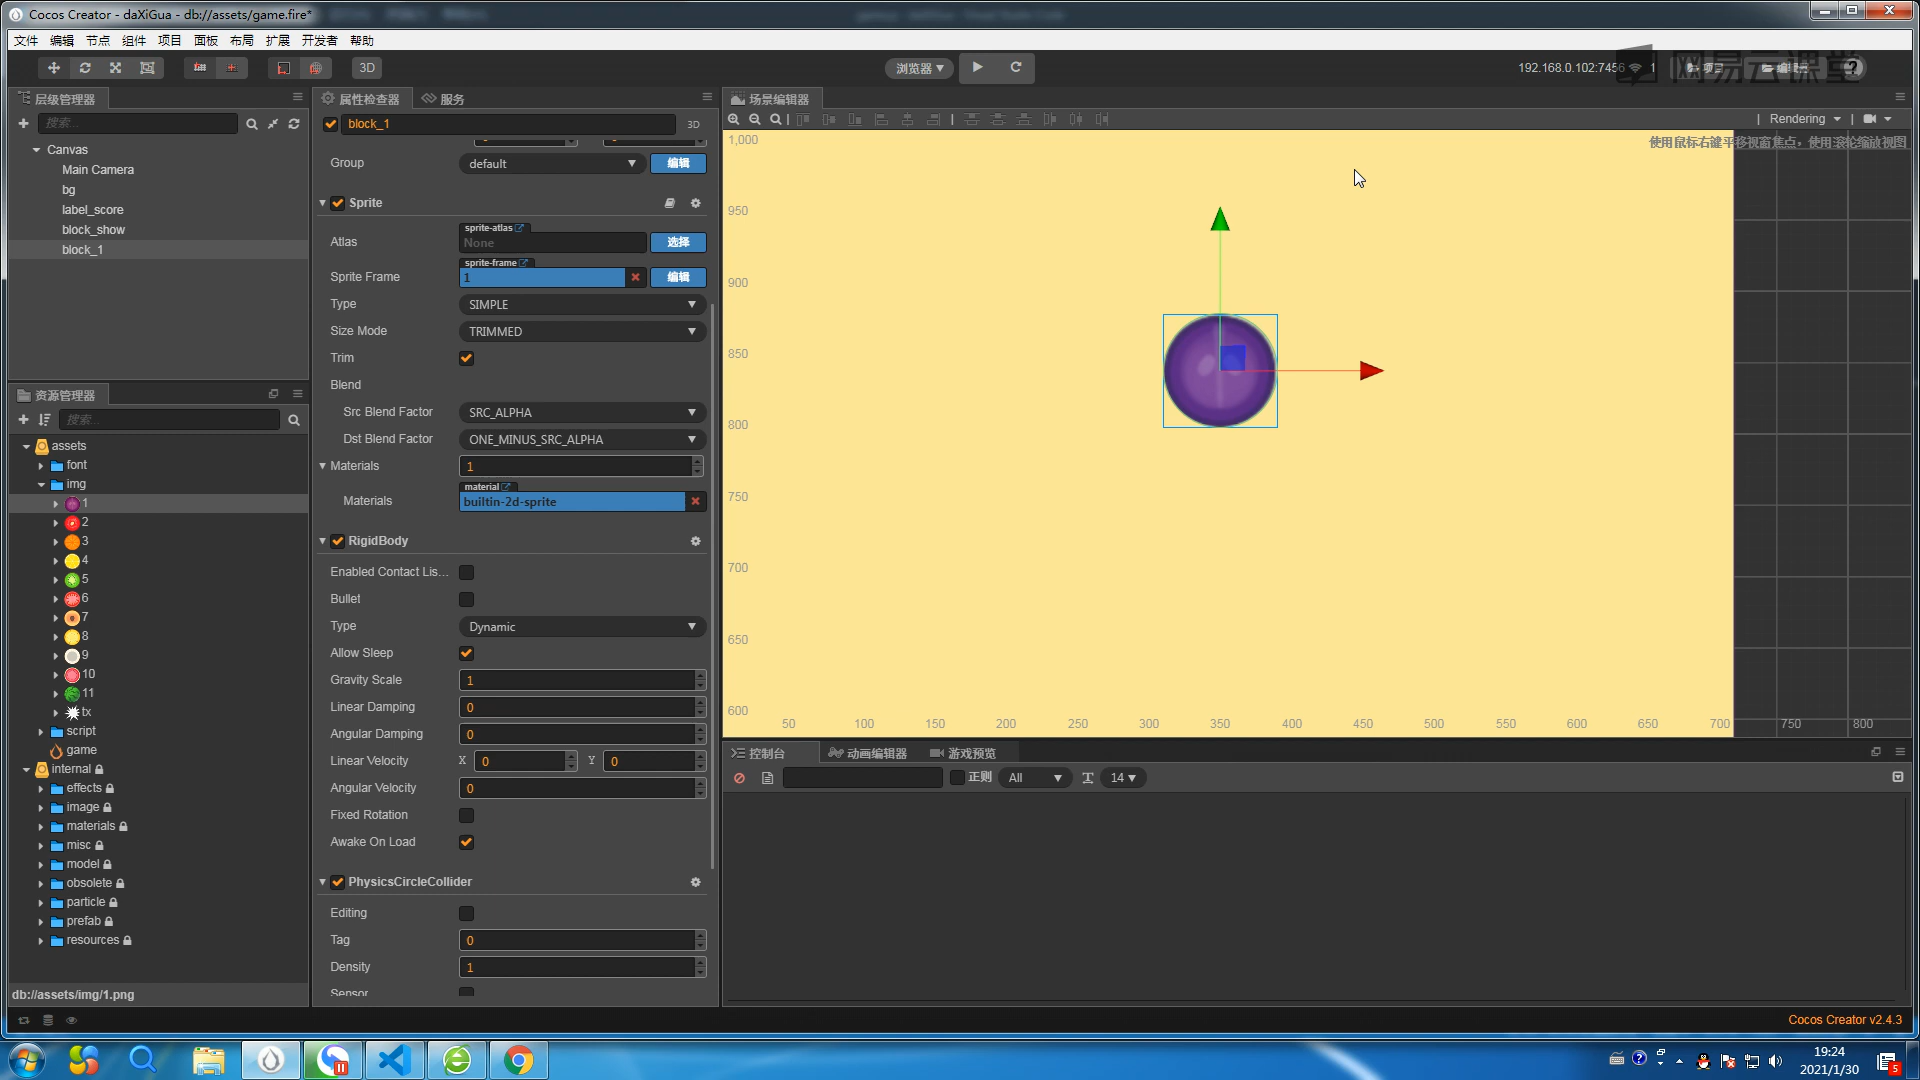 Cocos Creator - daXiGua - db://assets/game.fire*
文件 编辑 节点 组件 项目 面板 布局 扩展 开发者 帮助
3D
浏览器
192.168.0.102:7456 1
网易云课堂
层级管理器
Canvas
Main Camera
bg
label_score
block_show
block_1
属性检查器 服务
block_1 3D
Group default 编辑
Sprite
sprite-atlas
Atlas None 选择
sprite-frame
Sprite Frame 1 编辑
Type SIMPLE
Size Mode TRIMMED
Trim
Blend
Src Blend Factor SRC_ALPHA
Dst Blend Factor ONE_MINUS_SRC_ALPHA
Materials 1
material
Materials builtin-2d-sprite
RigidBody
Enabled Contact Lis...
Bullet
Type Dynamic
Allow Sleep
Gravity Scale 1
Linear Damping 0
Angular Damping 0
Linear Velocity X 0 Y 0
Angular Velocity 0
Fixed Rotation
Awake On Load
PhysicsCircleCollider
Editing
Tag 0
Density 1
Sensor
资源管理器
搜索...
assets
font
img
1
2
3
4
5
6
7
8
9
10
11
tx
script
game
internal
effects
image
materials
misc
model
obsolete
particle
prefab
resources
db://assets/img/1.png
场景编辑器
Rendering
使用鼠标右键平移视窗焦点，使用滚轮缩放视图
1,000
950
900
850
800
750
700
650
600
50 100 150 200 250 300 350 400 450 500 550 600 650 700 750 800
控制台 动画编辑器 游戏预览
正则 All 14
Cocos Creator v2.4.3
19:24
2021/1/30
5